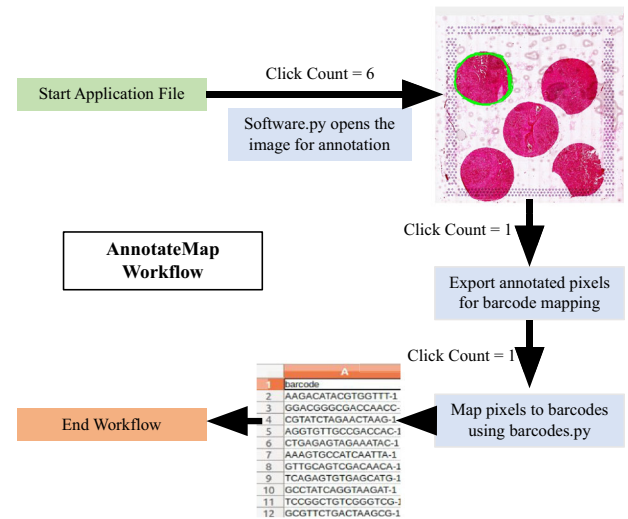 Click Count = 6
Start Application File
Software.py opens the
image for annotation
Click Count = 1
AnnotateMap
Workflow
Export annotated pixels
for barcode mapping
Click Count = 1
Map pixels to barcodes
using barcodes.py
A
1 barcode
2 AAGACATACGTGGTTT-1
3 GGACGGGCGACCAACC-
4 CGTATCTAGAACTAAG-1
5 AGGTGTTGCCGACCAC-1
6 CTGAGAGTAGAAATAC-1
7 AAAGTGCCATCAATTA-1
8 GTTGCAGTCGACAACA-1
9 TCAGAGTGTGAGCATG-1
10 GCCTATCAGGTAAGAT-1
11 TCCGGCTGTCGGGTCG-1
12 GCGTTCTGACTAAGCG-1
End Workflow